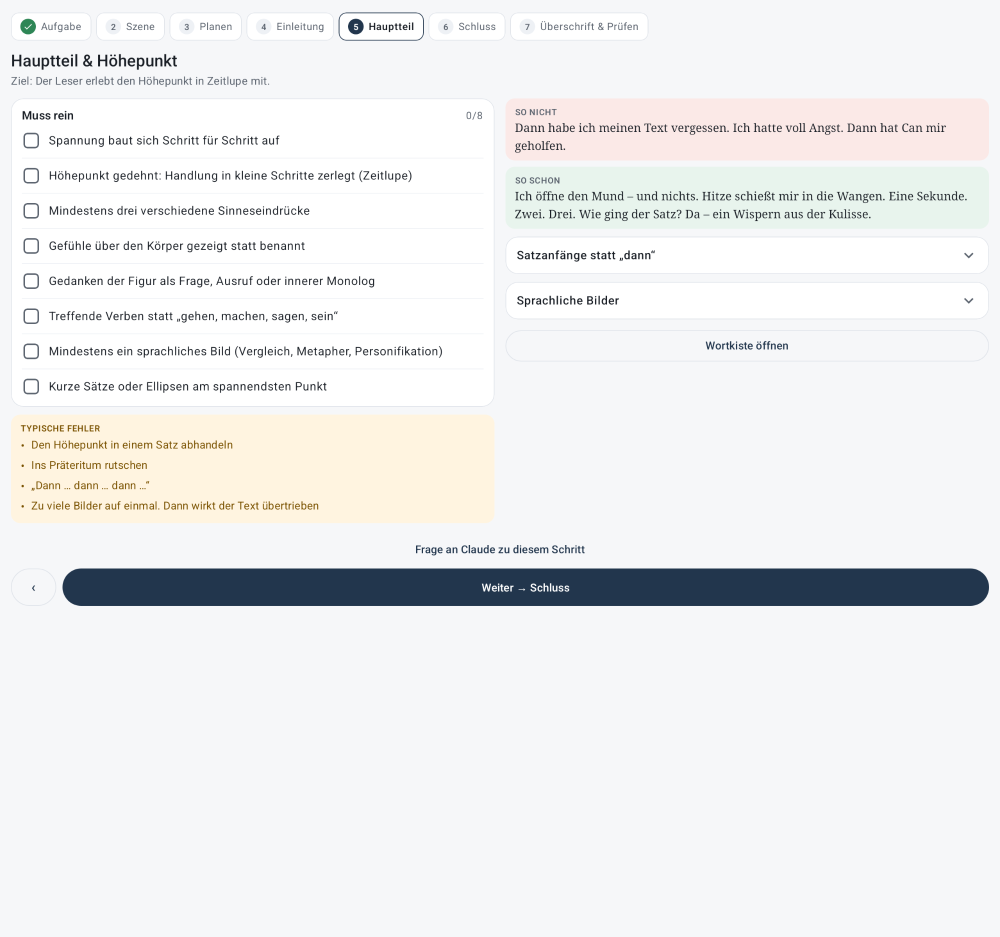 Aufgabe
2 Szene
3 Planen
4 Einleitung
5 Hauptteil
6 Schluss
7 Überschrift & Prüfen
Hauptteil & Höhepunkt
Ziel: Der Leser erlebt den Höhepunkt in Zeitlupe mit.
Muss rein 0/8
Spannung baut sich Schritt für Schritt auf
Höhepunkt gedehnt: Handlung in kleine Schritte zerlegt (Zeitlupe)
Mindestens drei verschiedene Sinneseindrücke
Gefühle über den Körper gezeigt statt benannt
Gedanken der Figur als Frage, Ausruf oder innerer Monolog
Treffende Verben statt „gehen, machen, sagen, sein“
Mindestens ein sprachliches Bild (Vergleich, Metapher, Personifikation)
Kurze Sätze oder Ellipsen am spannendsten Punkt
TYPISCHE FEHLER
• Den Höhepunkt in einem Satz abhandeln
• Ins Präteritum rutschen
• „Dann … dann … dann …“
• Zu viele Bilder auf einmal. Dann wirkt der Text übertrieben
SO NICHT
Dann habe ich meinen Text vergessen. Ich hatte voll Angst. Dann hat Can mir
geholfen.
SO SCHON
Ich öffne den Mund – und nichts. Hitze schießt mir in die Wangen. Eine Sekunde.
Zwei. Drei. Wie ging der Satz? Da – ein Wispern aus der Kulisse.
Satzanfänge statt „dann“
Sprachliche Bilder
Wortkiste öffnen
Frage an Claude zu diesem Schritt
‹
Weiter → Schluss